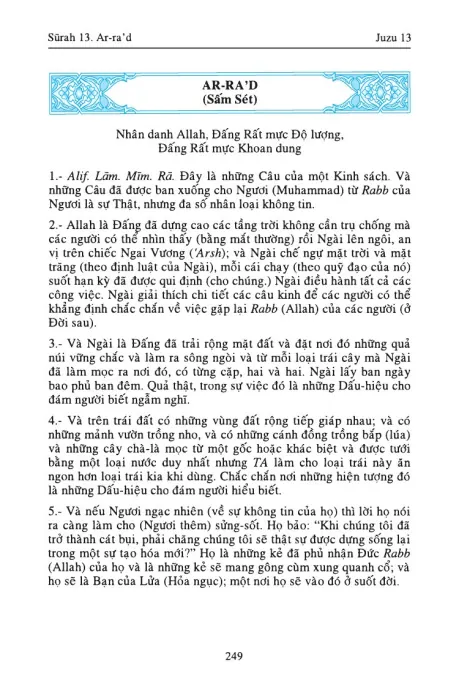 Sūrah 13. Ar-ra’d Juzu 13
AR-RA’D
(Sấm Sét)
Nhân danh Allah, Đấng Rất mực Độ lượng,
Đấng Rất mực Khoan dung
1.- Alif. Lām. Mīm. Rā. Đây là những Câu của một Kinh sách. Và
những Câu đã được ban xuống cho Ngươi (Muhammad) từ Rabb của
Ngươi là sự Thật, nhưng đa số nhân loại không tin.
2.- Allah là Đấng đã dựng cao các tầng trời không cần trụ chống mà
các người có thể nhìn thấy (bằng mắt thường) rồi Ngài lên ngôi, an
vị trên chiếc Ngai Vương (‘Arsh); và Ngài chế ngự mặt trời và mặt
trăng (theo định luật của Ngài), mỗi cái chạy (theo quỹ đạo của nó)
suốt hạn kỳ đã được qui định (cho chúng.) Ngài điều hành tất cả các
công việc. Ngài giải thích chi tiết các câu kinh để các người có thể
khẳng định chắc chắn về việc gặp lại Rabb (Allah) của các người (ở
Đời sau).
3.- Và Ngài là Đấng đã trải rộng mặt đất và đặt nơi đó những quả
núi vững chắc và làm ra sông ngòi và từ mỗi loại trái cây mà Ngài
đã làm mọc ra nơi đó, có từng cặp, hai và hai. Ngài lấy ban ngày
bao phủ ban đêm. Quả thật, trong sự việc đó là những Dấu-hiệu cho
đám người biết ngẫm nghĩ.
4.- Và trên trái đất có những vùng đất rộng tiếp giáp nhau; và có
những mảnh vườn trồng nho, và có những cánh đồng trồng bắp (lúa)
và những cây chà-là mọc từ một gốc hoặc khác biệt và được tưới
bằng một loại nước duy nhất nhưng TA làm cho loại trái này ăn
ngon hơn loại trái kia khi dùng. Chắc chắn nơi những hiện tượng đó
là những Dấu-hiệu cho đám người hiểu biết.
5.- Và nếu Ngươi ngạc nhiên (về sự không tin của họ) thì lời họ nói
ra càng làm cho (Ngươi thêm) sửng-sốt. Họ bảo: “Khi chúng tôi đã
trở thành cát bụi, phải chăng chúng tôi sẽ thật sự được dựng sống lại
trong một sự tạo hóa mới?” Họ là những kẻ đã phủ nhận Đức Rabb
(Allah) của họ và là những kẻ sẽ mang gông cùm xung quanh cổ; và
họ sẽ là Bạn của Lửa (Hỏa ngục); một nơi họ sẽ vào đó ở suốt đời.
249